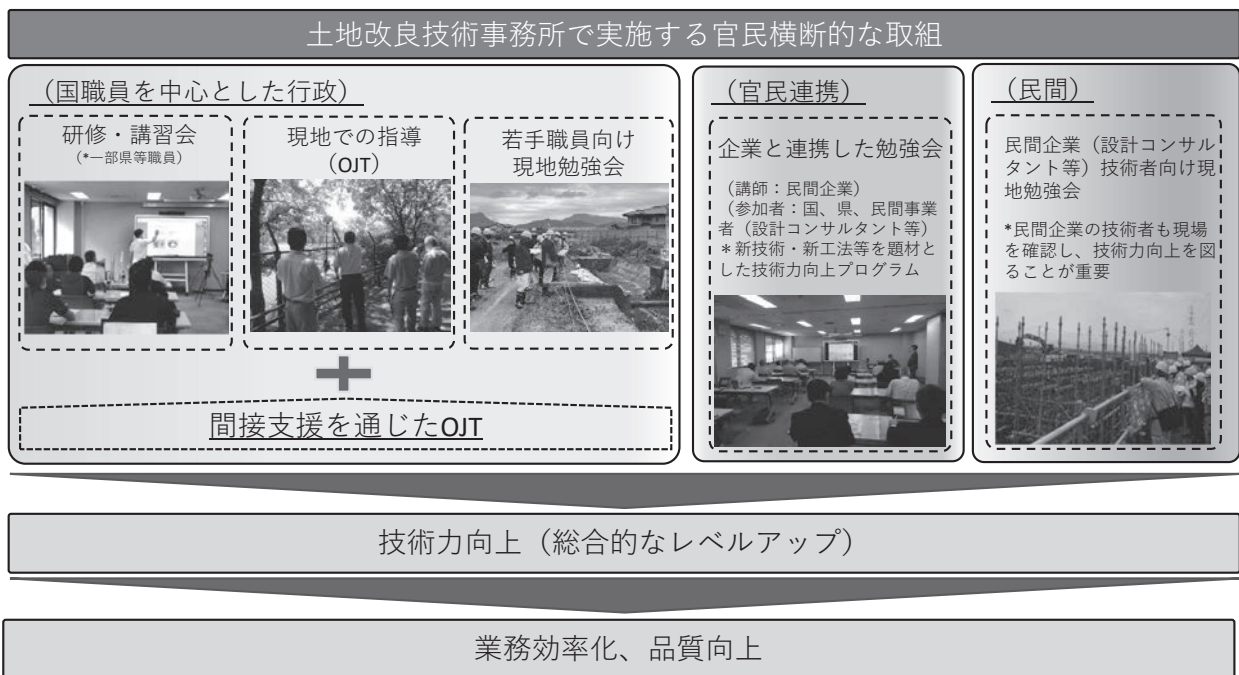 土地改良技術事務所で実施する官民横断的な取組
（国職員を中心とした行政）
研修・講習会
（*一部県等職員）
現地での指導
（OJT）
若手職員向け
現地勉強会
間接支援を通じたOJT
（官民連携）
企業と連携した勉強会
（講師：民間企業）
（参加者：国、県、民間事業
者（設計コンサルタント等）
＊新技術・新工法等を題材と
した技術力向上プログラム
（民間）
民間企業（設計コンサル
タント等）技術者向け現
地勉強会
*民間企業の技術者も現場
を確認し、技術力向上を図
ることが重要
技術力向上（総合的なレベルアップ）
業務効率化、品質向上